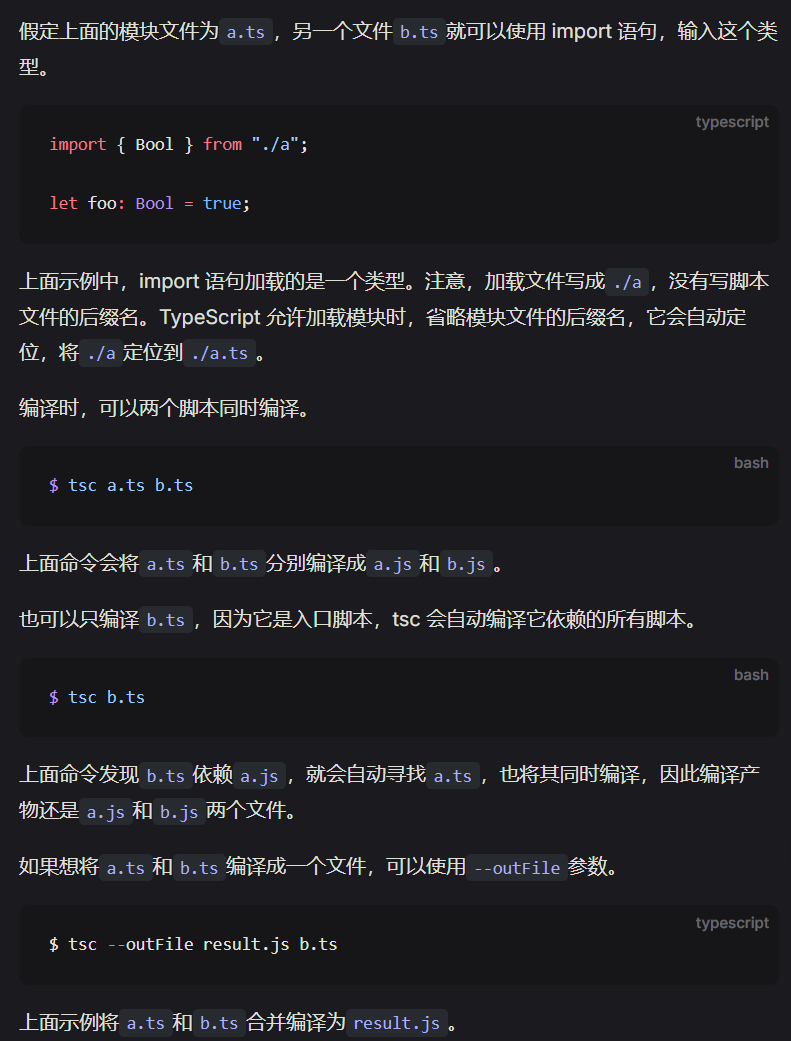 假定上面的模块文件为 a.ts ，另一个文件 b.ts 就可以使用 import 语句，输入这个类
型。
typescript
import { Bool } from "./a";
let foo: Bool = true;
上面示例中，import 语句加载的是一个类型。注意，加载文件写成 ./a ，没有写脚本
文件的后缀名。TypeScript 允许加载模块时，省略模块文件的后缀名，它会自动定
位，将 ./a 定位到 ./a.ts 。
编译时，可以两个脚本同时编译。
bash
$ tsc a.ts b.ts
上面命令会将 a.ts 和 b.ts 分别编译成 a.js 和 b.js 。
也可以只编译 b.ts ，因为它是入口脚本，tsc 会自动编译它依赖的所有脚本。
bash
$ tsc b.ts
上面命令发现 b.ts 依赖 a.js ，就会自动寻找 a.ts ，也将其同时编译，因此编译产
物还是 a.js 和 b.js 两个文件。
如果想将 a.ts 和 b.ts 编译成一个文件，可以使用 --outFile 参数。
typescript
$ tsc --outFile result.js b.ts
上面示例将 a.ts 和 b.ts 合并编译为 result.js 。